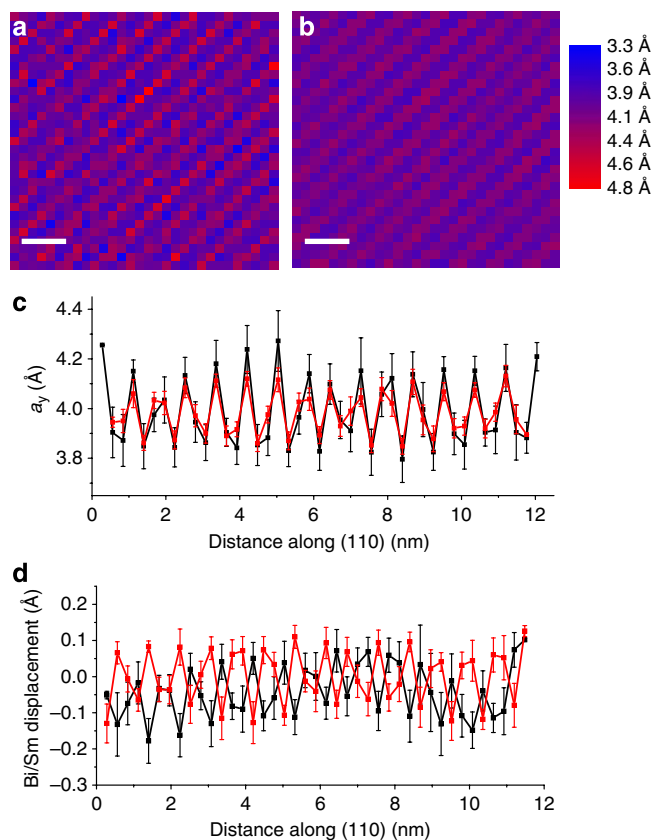 a
b
3.3 Å
3.6 Å
3.9 Å
4.1 Å
4.4 Å
4.6 Å
4.8 Å
c
4.4
4.2
4.0
3.8
a_y (Å)
0 2 4 6 8 10 12
Distance along (110) (nm)
d
0.2
0.1
0.0
–0.1
–0.2
–0.3
Bi/Sm displacement (Å)
0 2 4 6 8 10 12
Distance along (110) (nm)